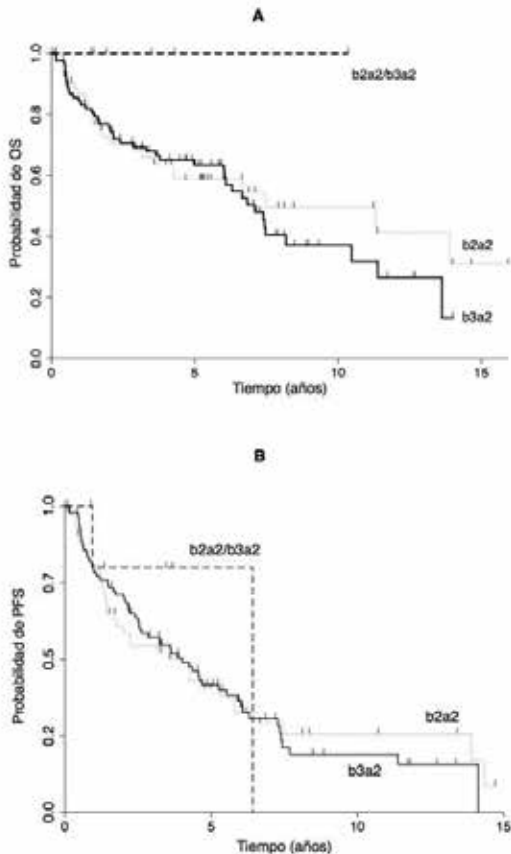 A
Probabilidad de OS
1.0
0.8
0.6
0.4
0.2
0.0
b2a2/b3a2
b2a2
b3a2
0
5
10
15
Tiempo (años)
B
Probabilidad de PFS
1.0
0.7
0.5
0.2
0.0
b2a2/b3a2
b2a2
b3a2
0
5
10
15
Tiempo (años)